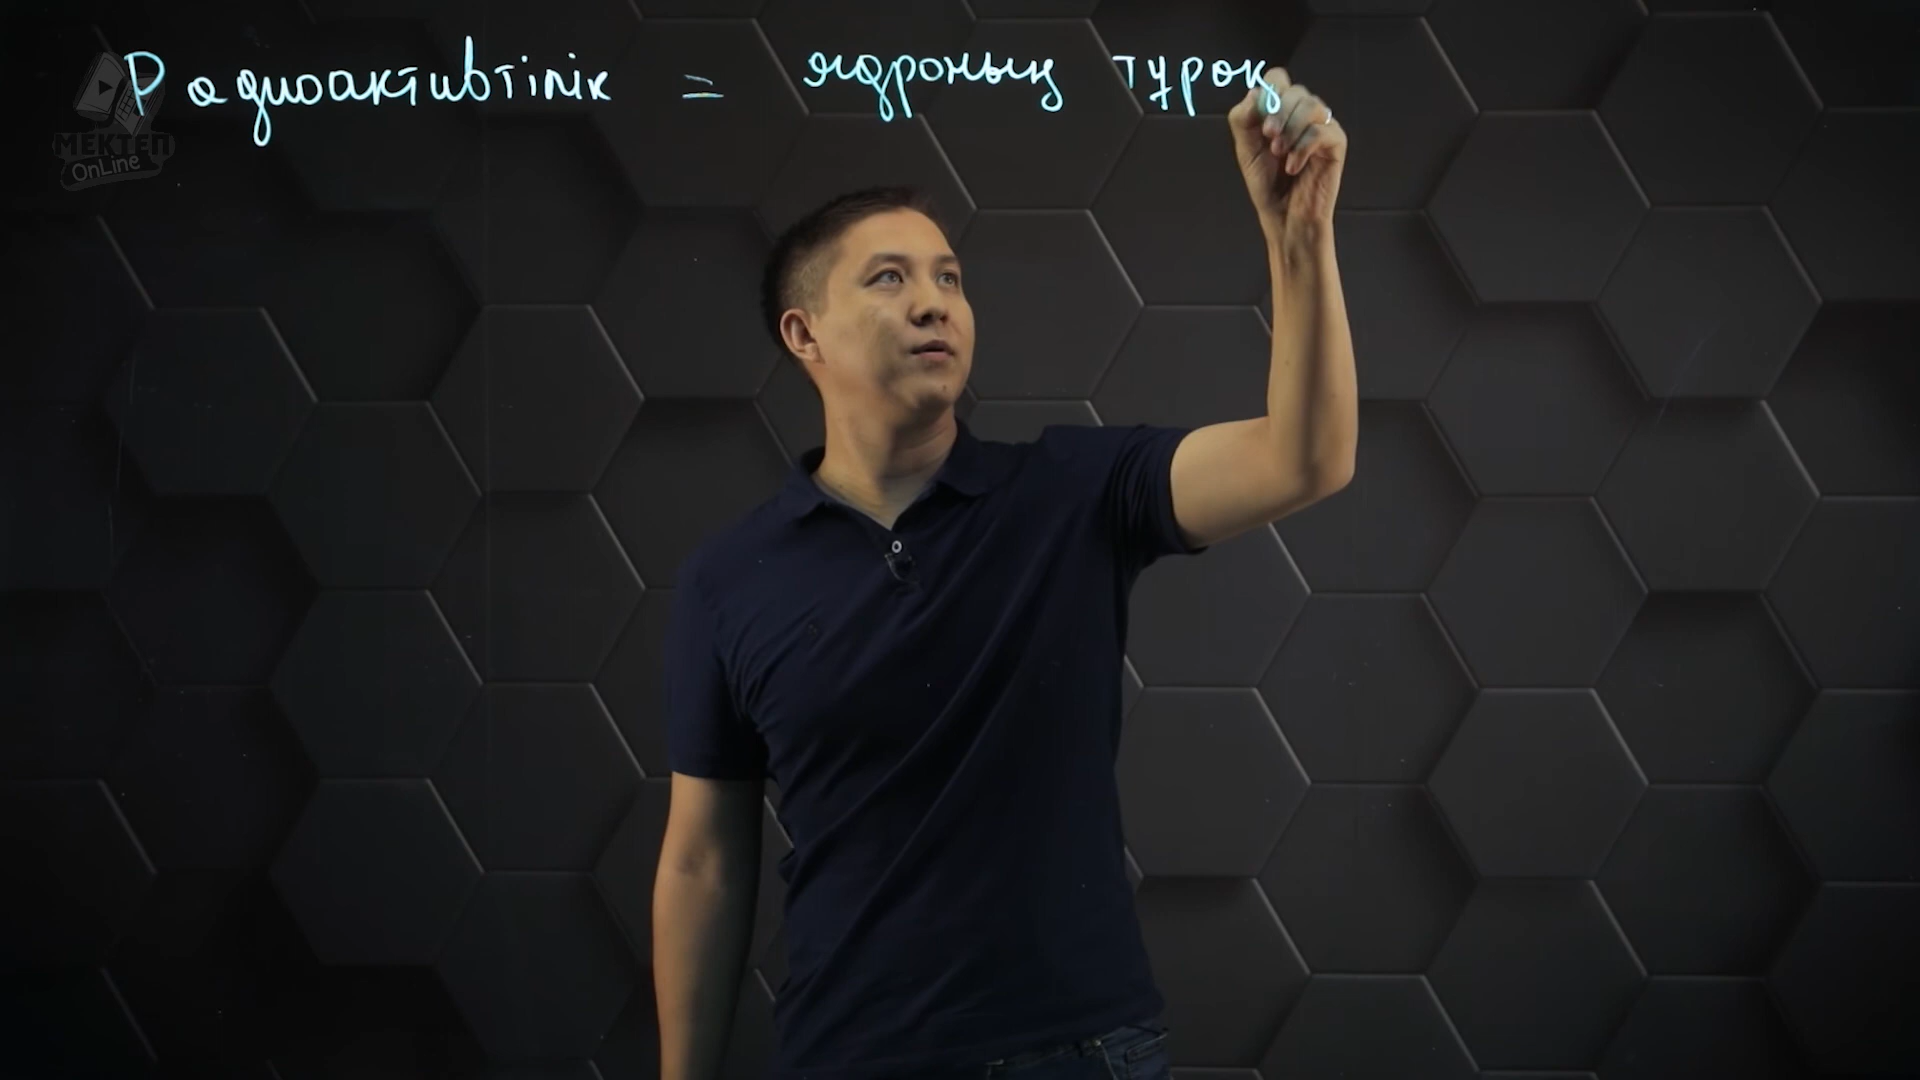 Радиоактивтілік = ядроның тұрақ
МЕКТЕП
OnLine